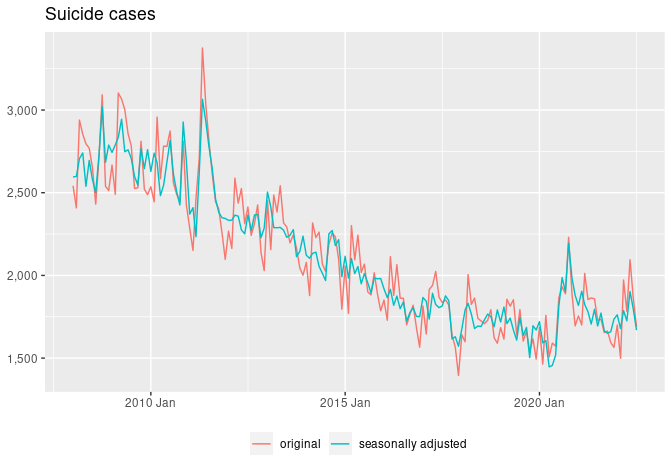 Suicide cases
3,000
2,500
2,000
1,500
2010 Jan
2015 Jan
2020 Jan
original
seasonally adjusted